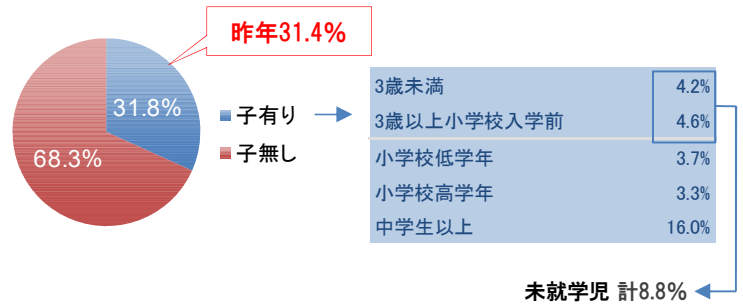 昨年31.4%
31.8%
68.3%
子有り
子無し
3歳未満 4.2%
3歳以上小学校入学前 4.6%
小学校低学年 3.7%
小学校高学年 3.3%
中学生以上 16.0%
未就学児 計8.8%